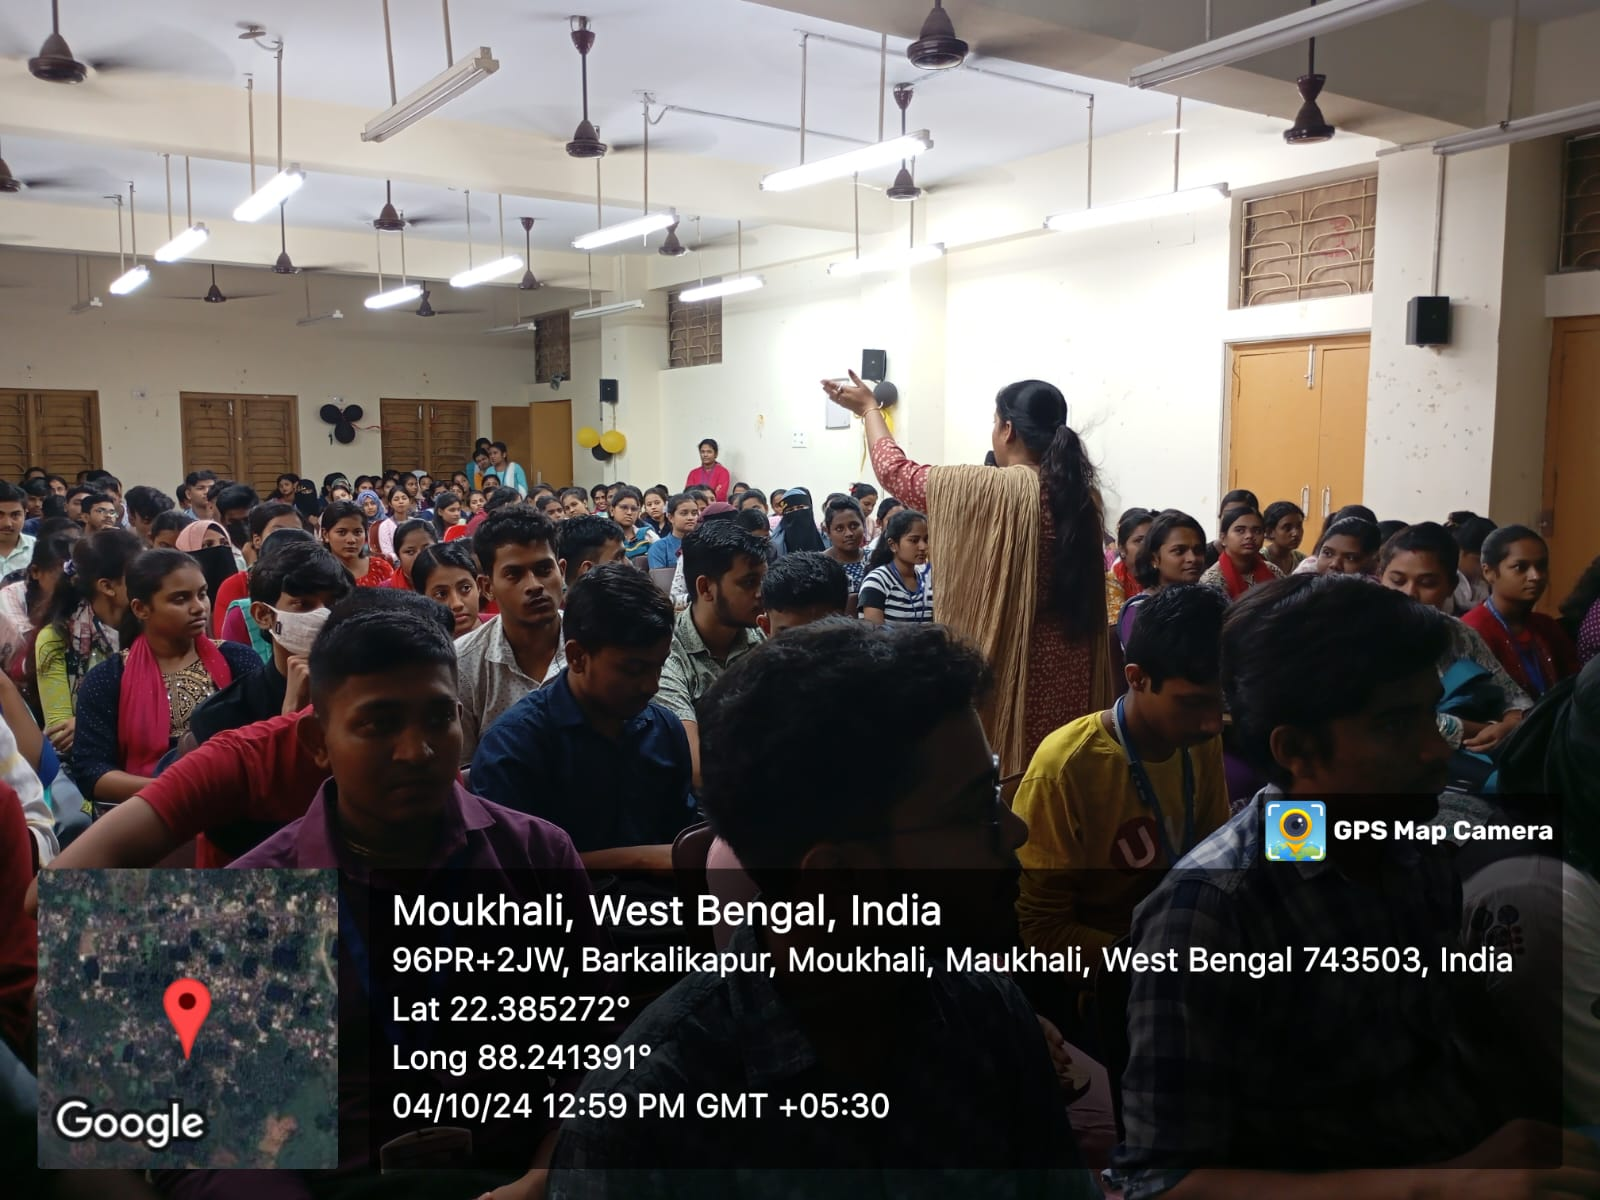 GPS Map Camera
Moukhali, West Bengal, India
96PR+2JW, Barkalikapur, Moukhali, Maukhali, West Bengal 743503, India
Lat 22.385272°
Long 88.241391°
04/10/24 12:59 PM GMT +05:30
Google
U